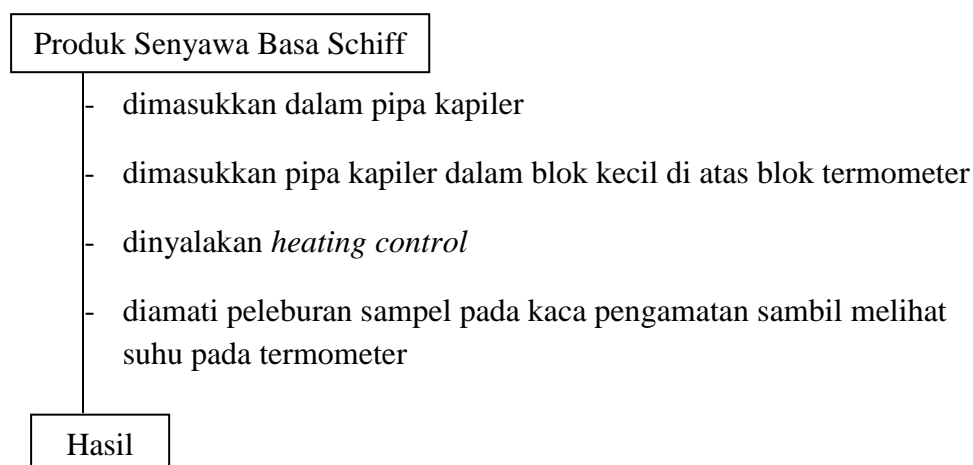 Produk Senyawa Basa Schiff
- dimasukkan dalam pipa kapiler
- dimasukkan pipa kapiler dalam blok kecil di atas blok termometer
- dinyalakan heating control
- diamati peleburan sampel pada kaca pengamatan sambil melihat
suhu pada termometer
Hasil